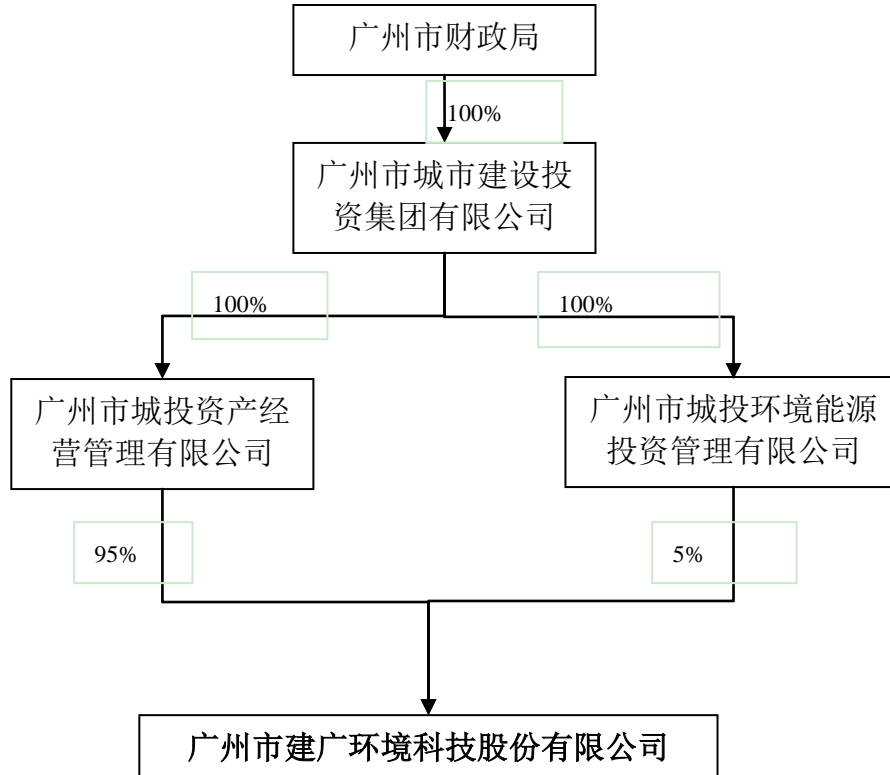 广州市财政局
100%
广州市城市建设投
资集团有限公司
100%
100%
广州市城投资产经
营管理有限公司
广州市城投环境能源
投资管理有限公司
95%
5%
广州市建广环境科技股份有限公司